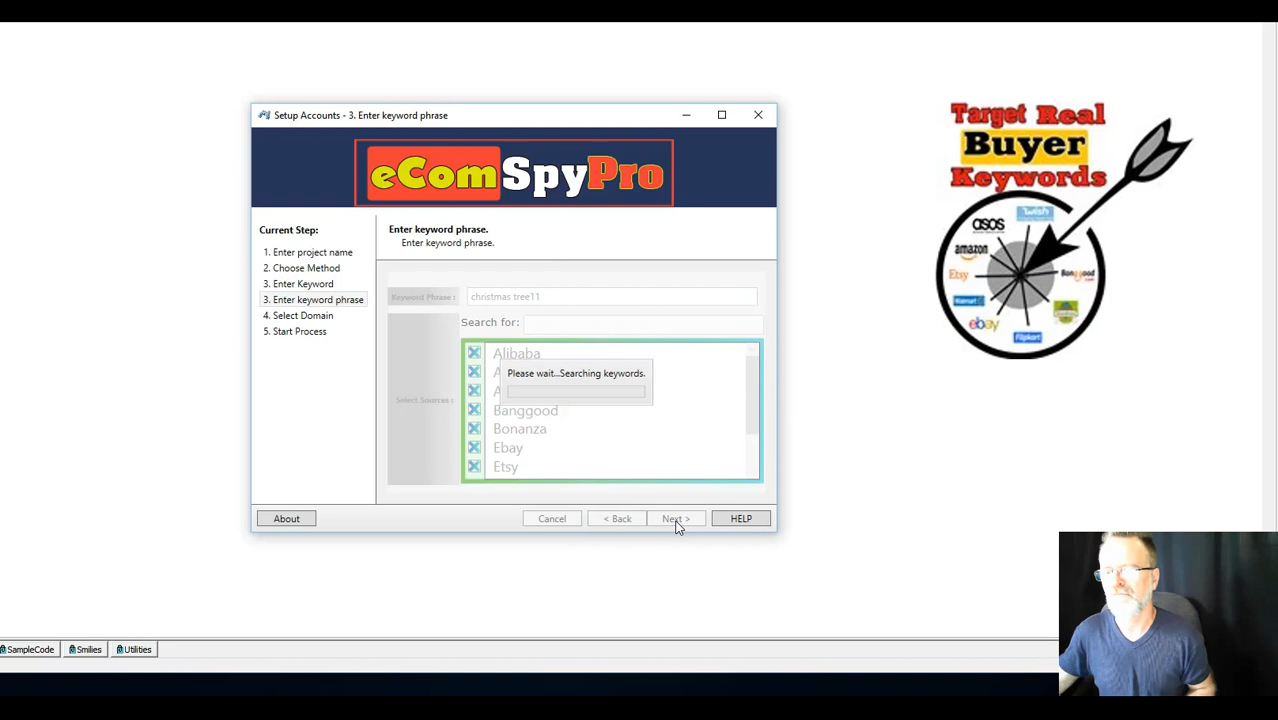 Setup Accounts - 3. Enter keyword phrase
eComSpyPro
Current Step:
1. Enter project name
2. Choose Method
3. Enter Keyword
3. Enter keyword phrase
4. Select Domain
5. Start Process
Enter keyword phrase.
Enter keyword phrase.
Keyword Phrase :
christmas tree11
Search for:
Select Sources :
Alibaba
A
A
Banggood
Bonanza
Ebay
Etsy
Please wait...Searching keywords.
About
Cancel
< Back
Next >
HELP
Target Real
Buyer
Keywords
asos
wish
amazon
Etsy
Banggood
Walmart
ebay
Flipkart
SampleCode
Smilies
Utilities